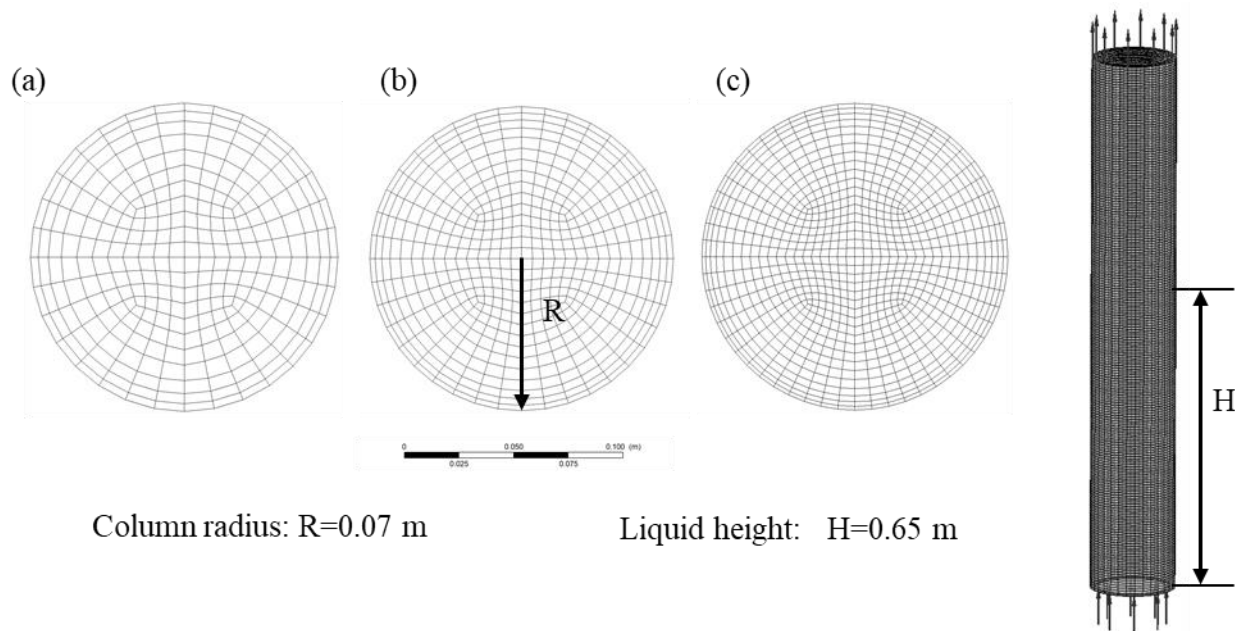 (a)
(b)
(c)
R
H
0 0.050 0.100 (m)
0.025 0.075
Column radius: R=0.07 m
Liquid height: H=0.65 m